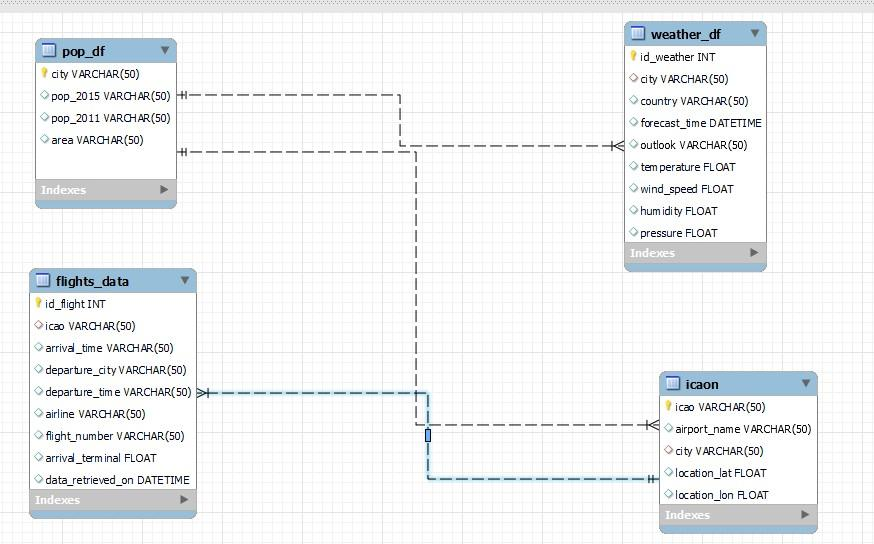 pop_df
city VARCHAR(50)
pop_2015 VARCHAR(50)
pop_2011 VARCHAR(50)
area VARCHAR(50)
Indexes
weather_df
id_weather INT
city VARCHAR(50)
country VARCHAR(50)
forecast_time DATETIME
outlook VARCHAR(50)
temperature FLOAT
wind_speed FLOAT
humidity FLOAT
pressure FLOAT
Indexes
flights_data
id_flight INT
icao VARCHAR(50)
arrival_time VARCHAR(50)
departure_city VARCHAR(50)
departure_time VARCHAR(50)
airline VARCHAR(50)
flight_number VARCHAR(50)
arrival_terminal FLOAT
data_retrieved_on DATETIME
Indexes
icaon
icao VARCHAR(50)
airport_name VARCHAR(50)
city VARCHAR(50)
location_lat FLOAT
location_lon FLOAT
Indexes